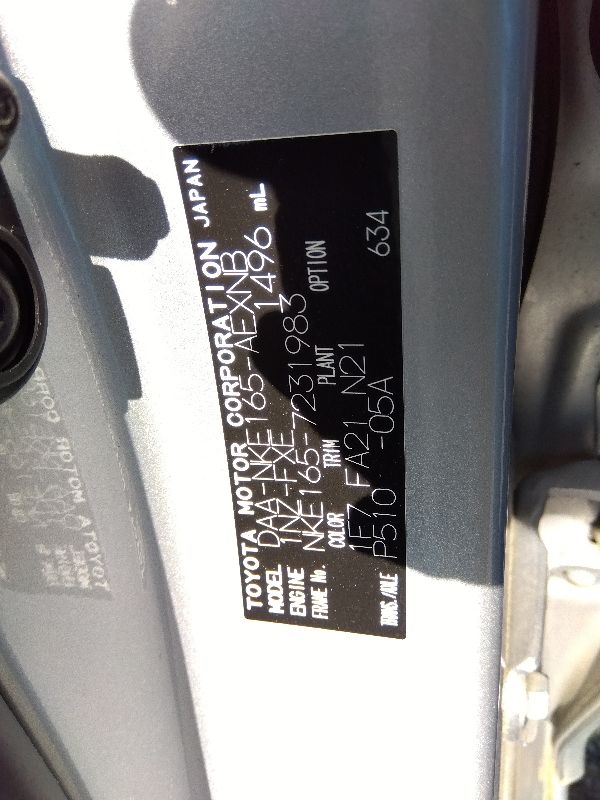 TOYOTA MOTOR CORPORATION JAPAN
MODEL DAA-NKE165-AEXNB
ENGINE 1NZ-FXE 1496 mL
FRAME No. NKE165-7231983
COLOR TRIM PLANT OPTION
1F7 FA21 N21
TRANS./AXLE P510 -05A 634